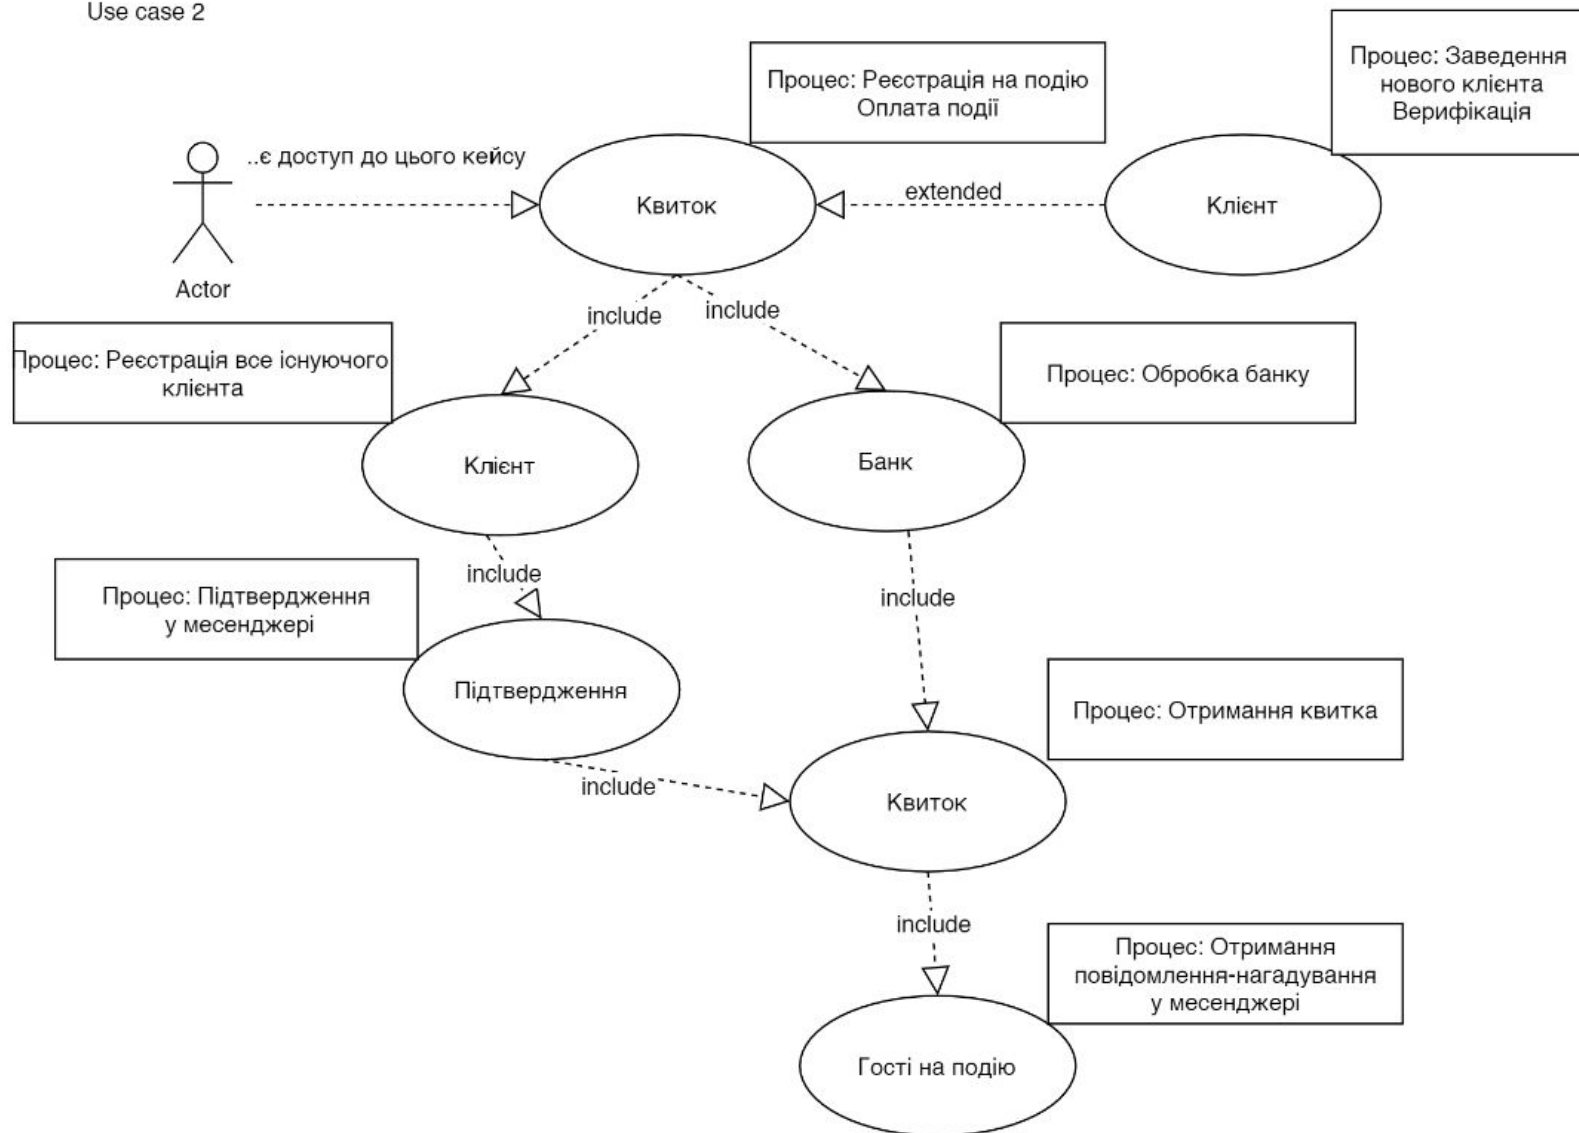 Use case 2
Процес: Реєстрація на подію
Оплата події
Процес: Заведення
нового клієнта
Верифікація
..є доступ до цього кейсу
Квиток
extended
Клієнт
Actor
include
include
Процес: Реєстрація все існуючого
клієнта
Процес: Обробка банку
Клієнт
Банк
include
Процес: Підтвердження
у месенджері
include
Підтвердження
Процес: Отримання квитка
include
Квиток
include
Процес: Отримання
повідомлення-нагадування
у месенджері
Гості на подію